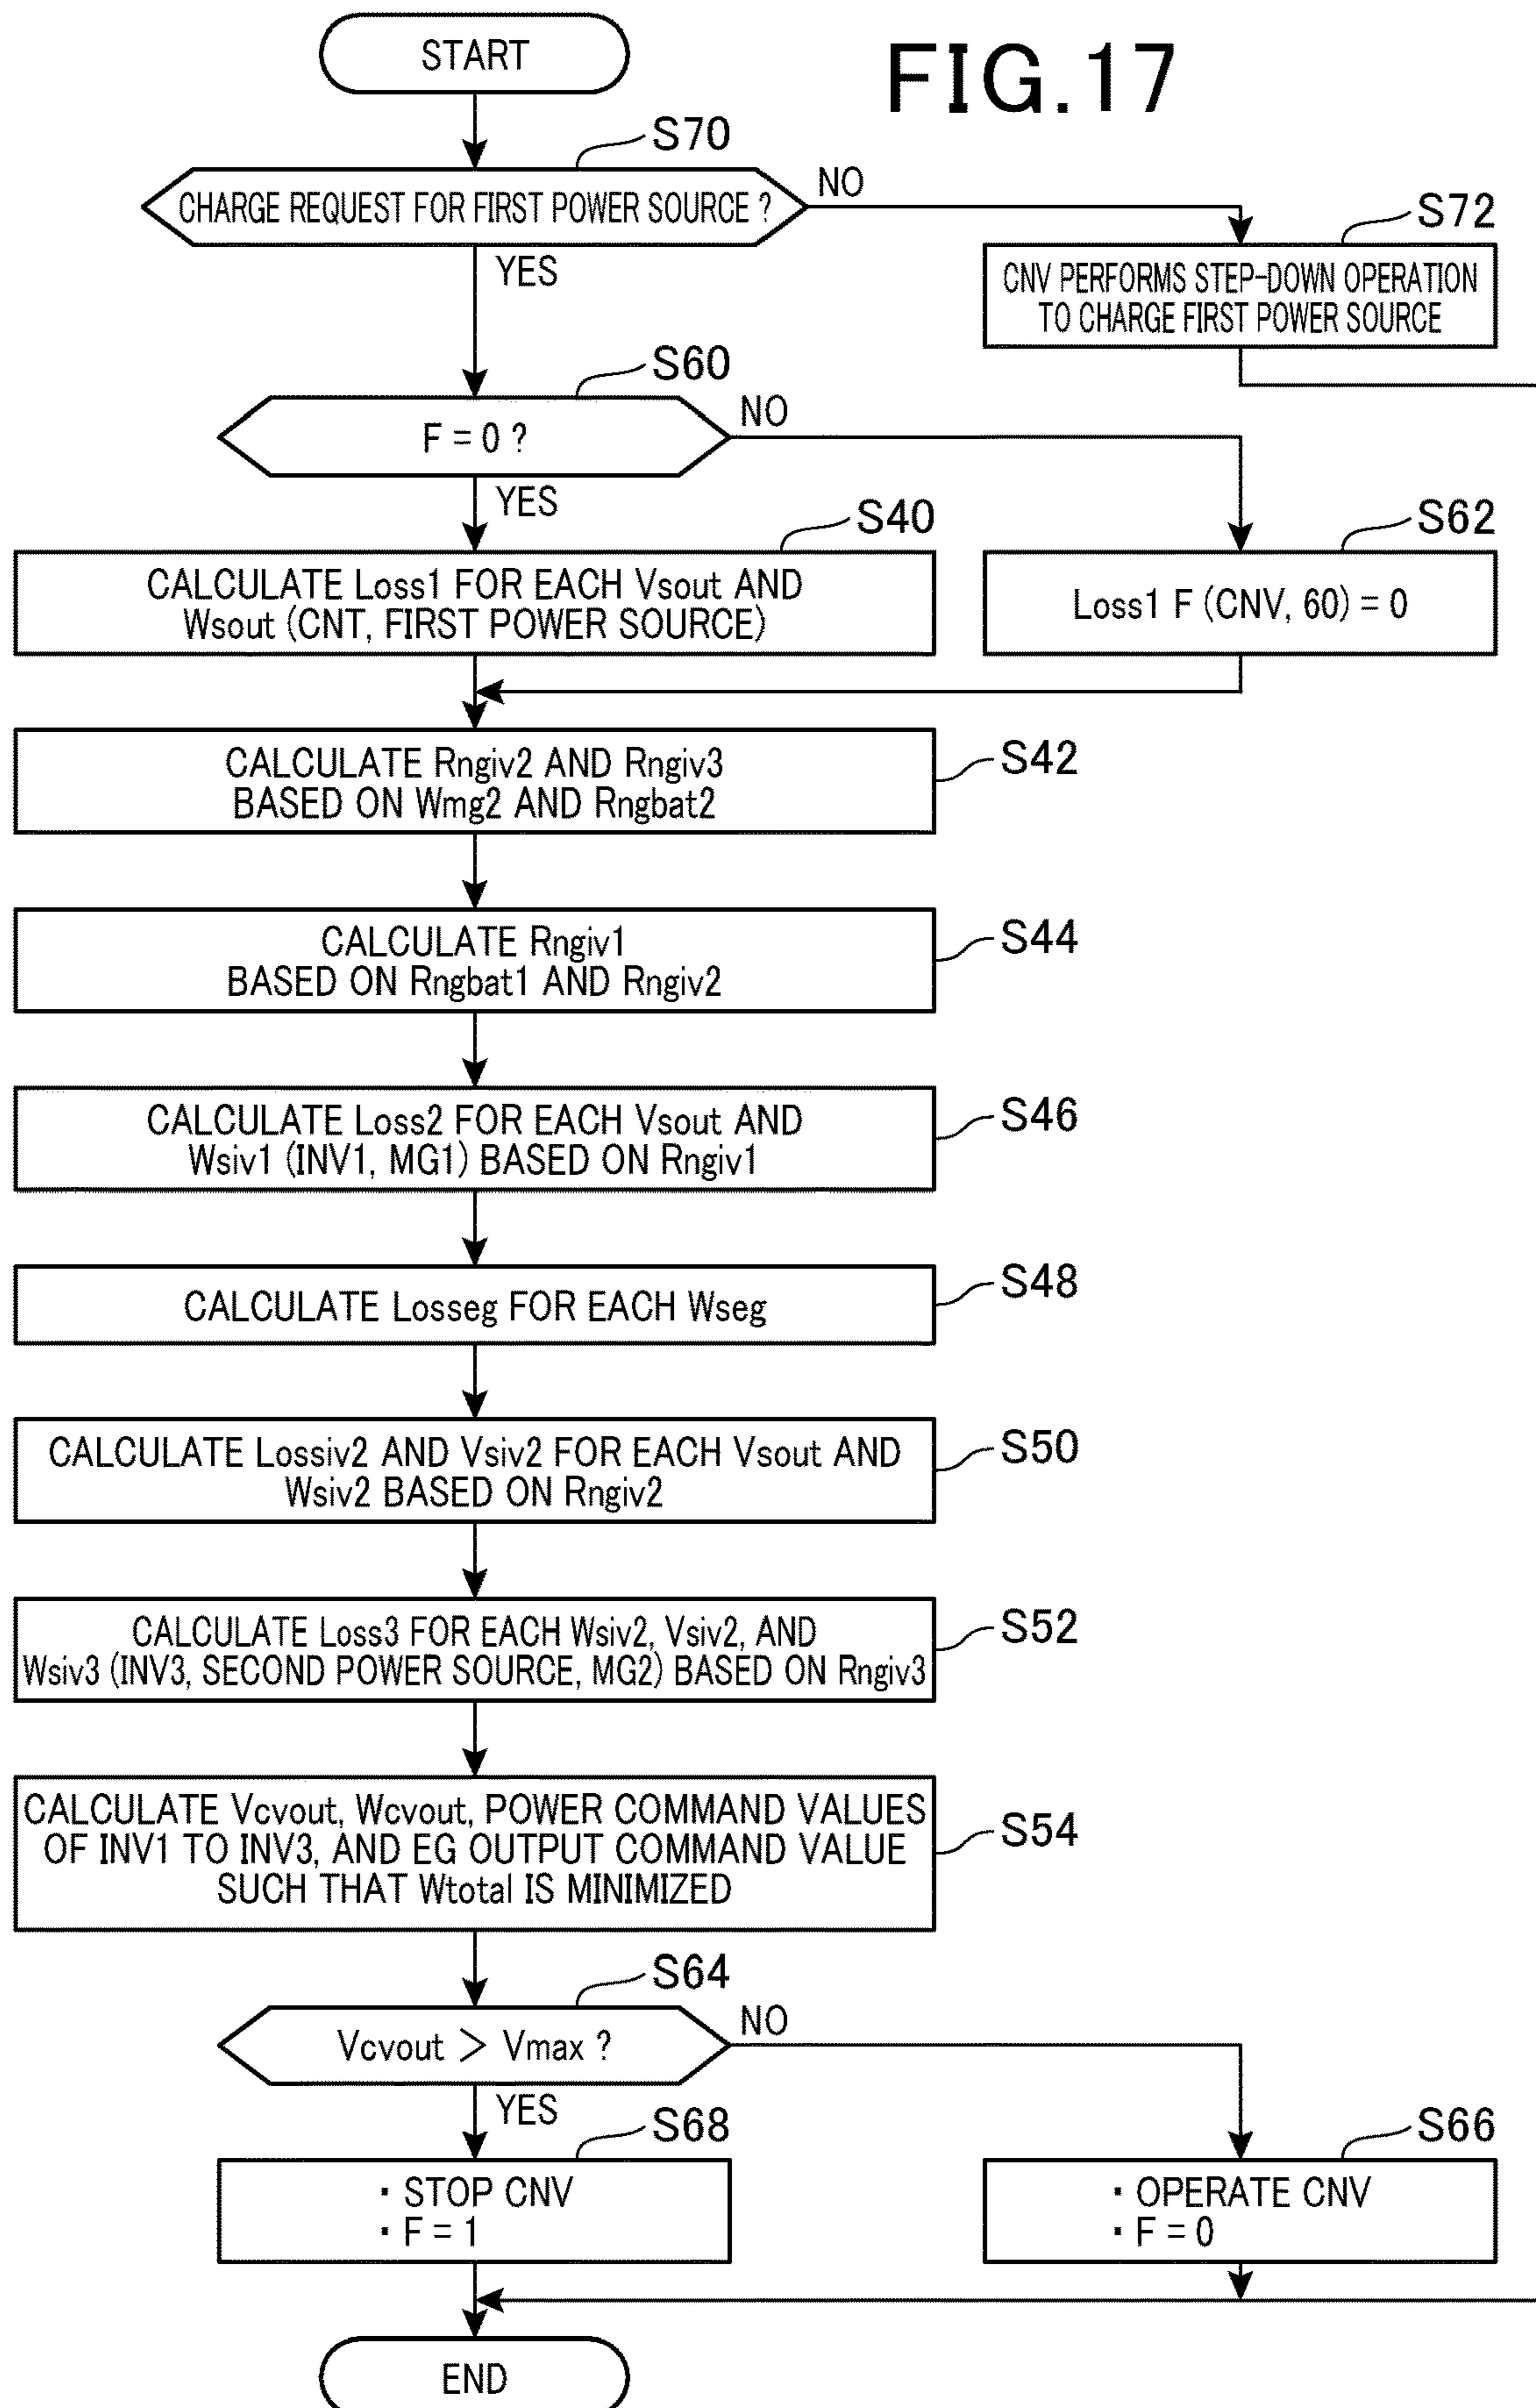 START
FIG.17
S70
CHARGE REQUEST FOR FIRST POWER SOURCE ?
NO
YES
S72
CNV PERFORMS STEP-DOWN OPERATION
TO CHARGE FIRST POWER SOURCE
S60
F = 0 ?
NO
YES
S40
CALCULATE Loss1 FOR EACH Vsout AND
Wsout (CNT, FIRST POWER SOURCE)
S62
Loss1 F (CNV, 60) = 0
CALCULATE Rngiv2 AND Rngiv3
BASED ON Wmg2 AND Rngbat2
S42
CALCULATE Rngiv1
BASED ON Rngbat1 AND Rngiv2
S44
CALCULATE Loss2 FOR EACH Vsout AND
Wsiv1 (INV1, MG1) BASED ON Rngiv1
S46
CALCULATE Losseg FOR EACH Wseg
S48
CALCULATE Lossiv2 AND Vsiv2 FOR EACH Vsout AND
Wsiv2 BASED ON Rngiv2
S50
CALCULATE Loss3 FOR EACH Wsiv2, Vsiv2, AND
Wsiv3 (INV3, SECOND POWER SOURCE, MG2) BASED ON Rngiv3
S52
CALCULATE Vcvout, Wcvout, POWER COMMAND VALUES
OF INV1 TO INV3, AND EG OUTPUT COMMAND VALUE
SUCH THAT Wtotal IS MINIMIZED
S54
S64
Vcvout > Vmax ?
NO
YES
S68
・STOP CNV
・F = 1
S66
・OPERATE CNV
・F = 0
END